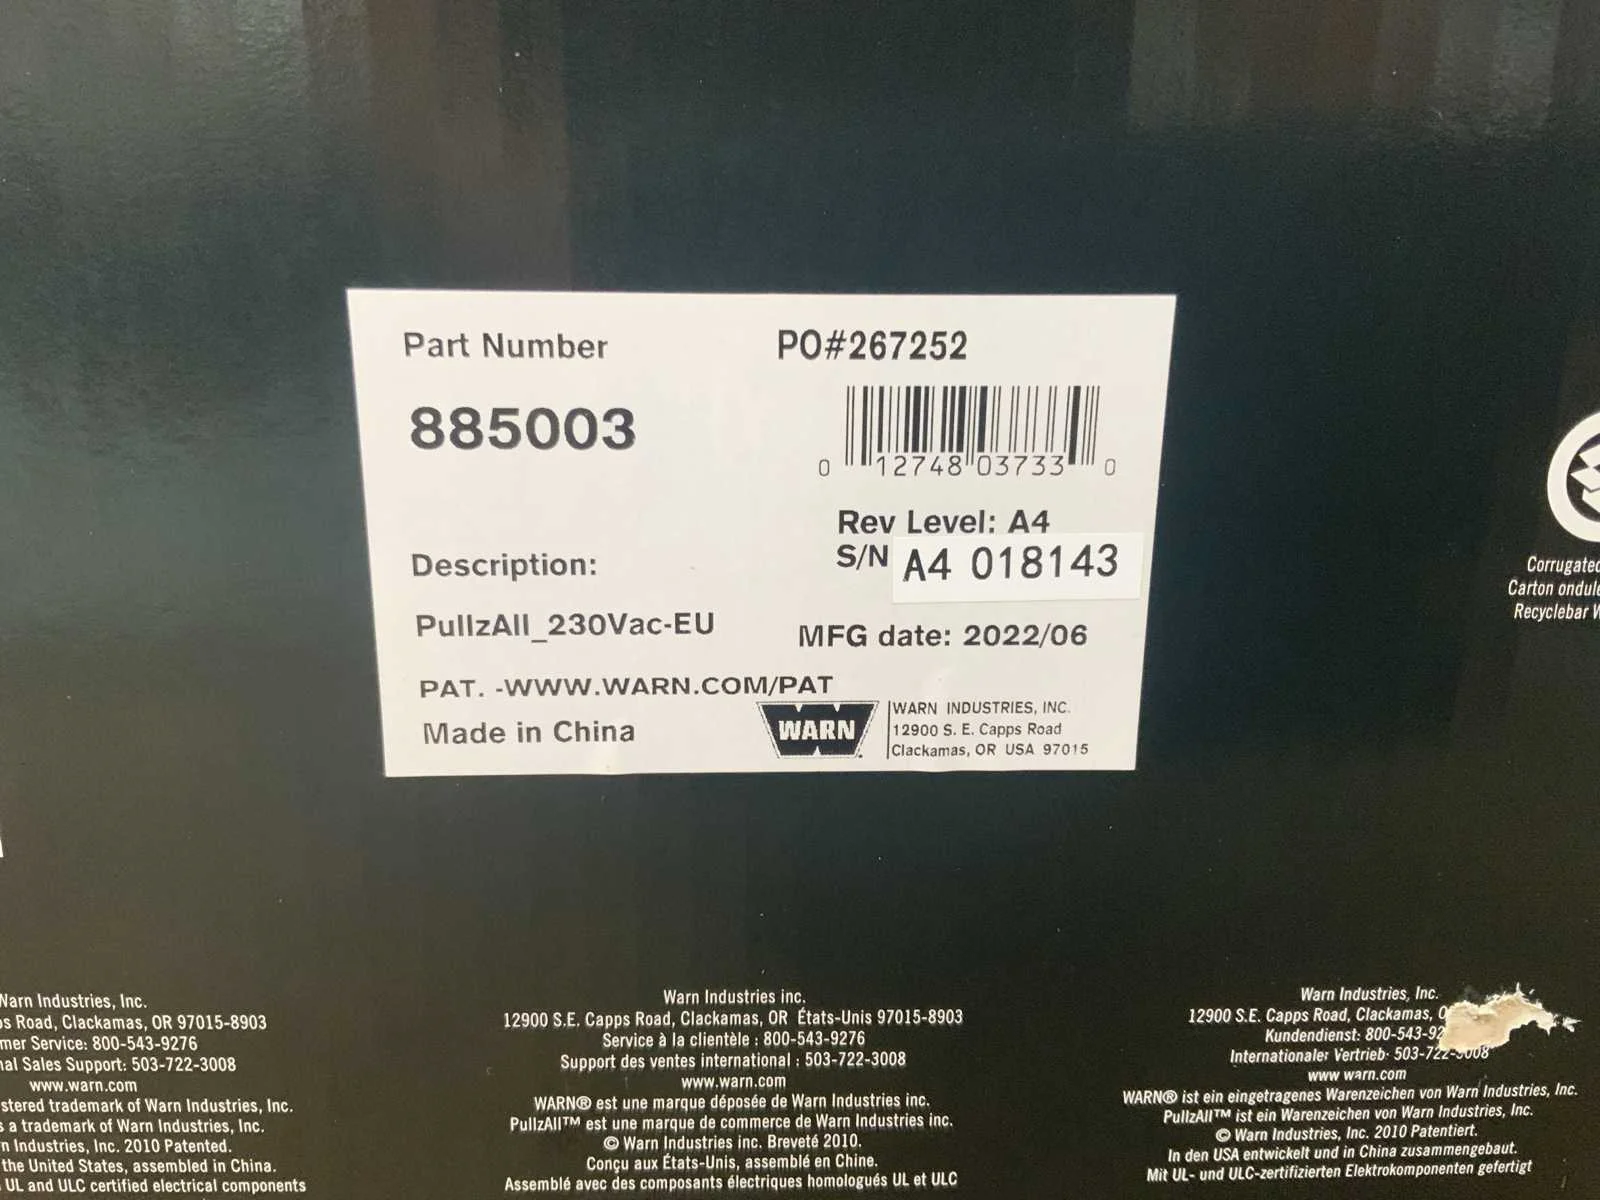 Part Number
PO#267252
885003
0 12748 03733 0
Rev Level: A4
S/N A4 018143
Description:
PullzAll_230Vac-EU
MFG date: 2022/06
PAT. -WWW.WARN.COM/PAT
Made in China
WARN
WARN INDUSTRIES, INC.
12900 S. E. Capps Road
Clackamas, OR USA 97015
Corrugated
Carton ondulé
Recyclebar
Warn Industries, Inc.
Road, Clackamas, OR 97015-8903
Service: 800-543-9276
Sales Support: 503-722-3008
www.warn.com
trademark of Warn Industries, Inc.
a trademark of Warn Industries, Inc.
Industries, Inc. 2010 Patented.
the United States, assembled in China.
UL and ULC certified electrical components
Warn Industries inc.
12900 S.E. Capps Road, Clackamas, OR États-Unis 97015-8903
Service à la clientèle : 800-543-9276
Support des ventes international : 503-722-3008
www.warn.com
WARN® est une marque déposée de Warn Industries inc.
PullzAll™ est une marque de commerce de Warn Industries inc.
© Warn Industries inc. Breveté 2010.
Conçu aux États-Unis, assemblé en Chine.
Assemblé avec des composants électriques homologués UL et ULC
Warn Industries, Inc.
12900 S.E. Capps Road, Clackamas,
Kundendienst: 800-543-92
Internationaler Vertrieb: 503-722-3008
www.warn.com
WARN® ist ein eingetragenes Warenzeichen von Warn Industries, Inc.
PullzAll™ ist ein Warenzeichen von Warn Industries, Inc.
© Warn Industries, Inc. 2010 Patentiert.
In den USA entwickelt und in China zusammengebaut.
Mit UL- und ULC-zertifizierten Elektrokomponenten gefertigt